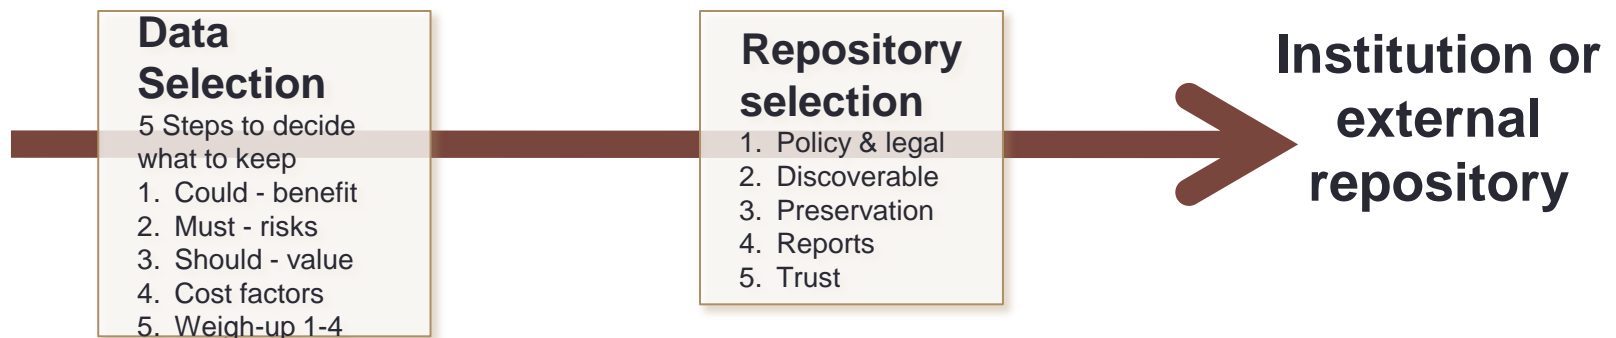 Data
Selection
5 Steps to decide
what to keep
1. Could - benefit
2. Must - risks
3. Should - value
4. Cost factors
5. Weigh-up 1-4
Repository
selection
1. Policy & legal
2. Discoverable
3. Preservation
4. Reports
5. Trust
Institution or
external
repository